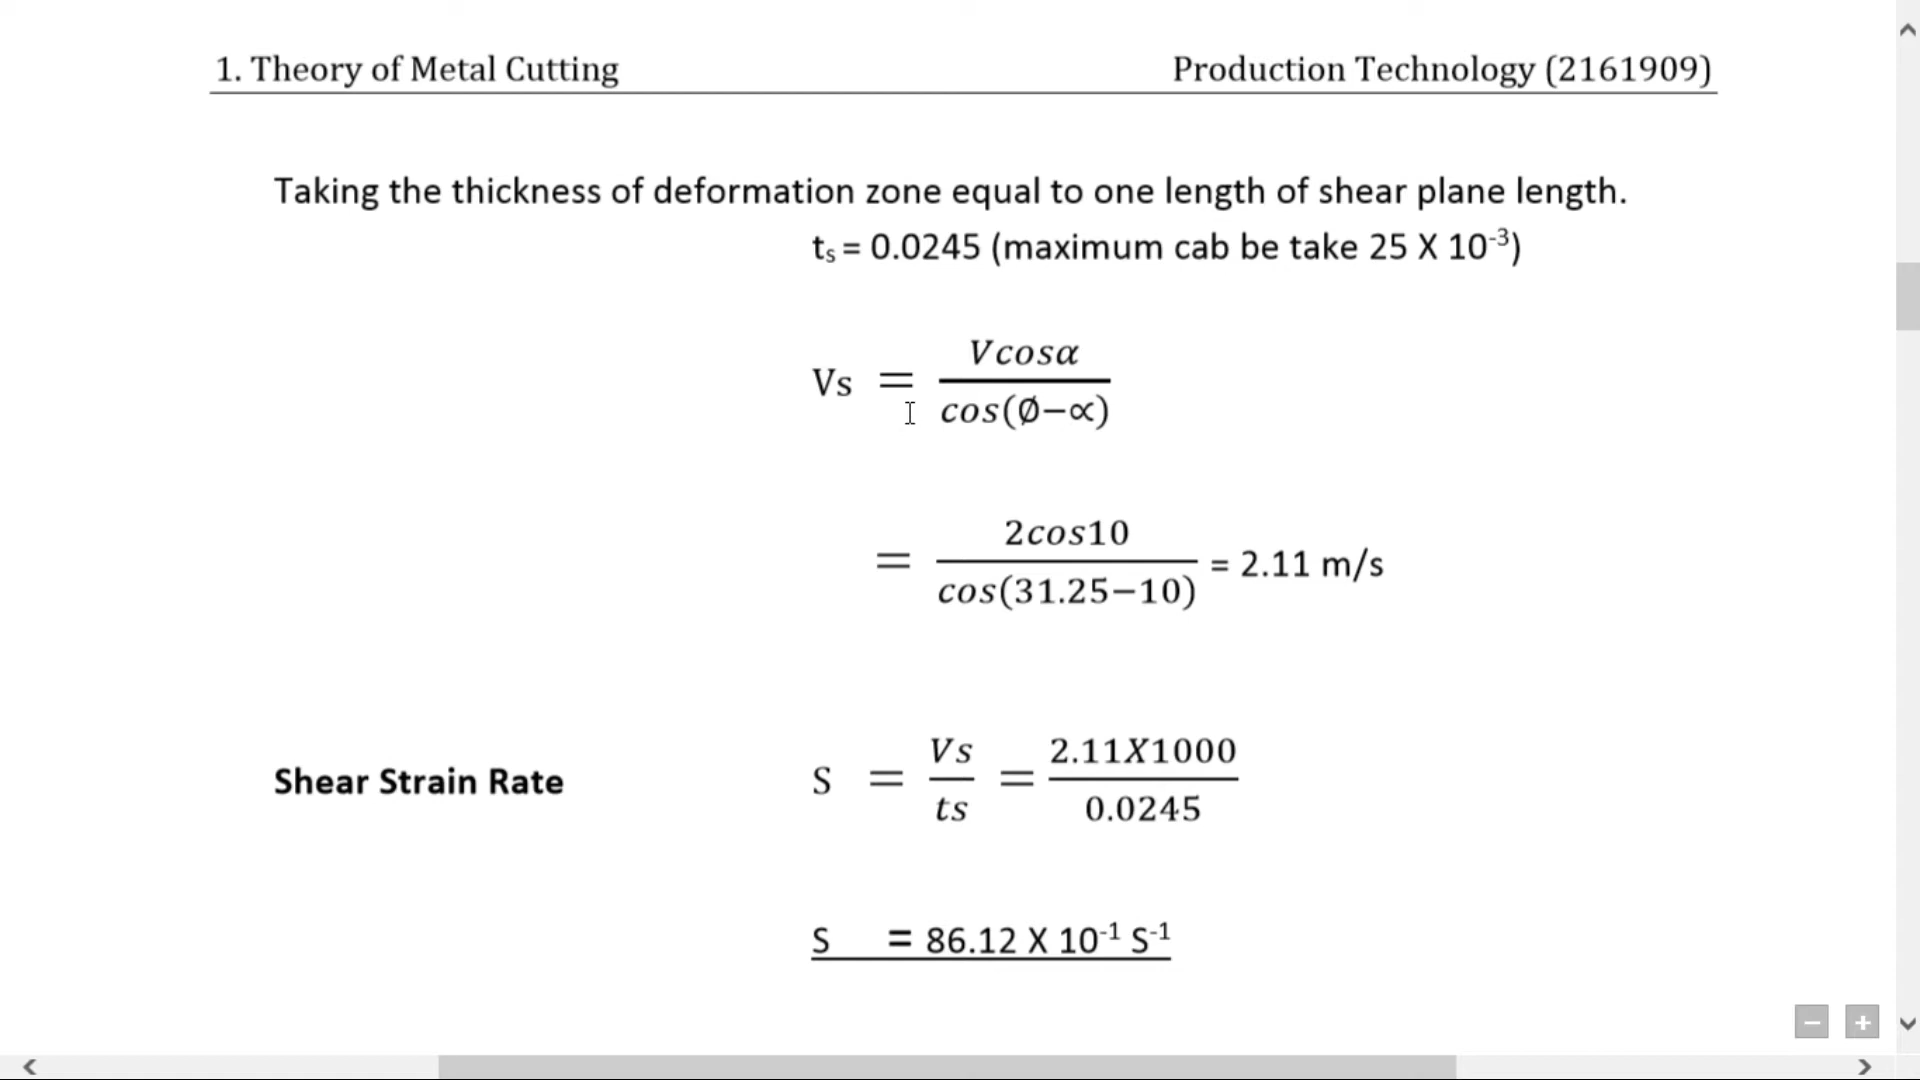 1. Theory of Metal Cutting Production Technology (2161909)
Taking the thickness of deformation zone equal to one length of shear plane length.
ts = 0.0245 (maximum cab be take 25 X 10-3)
Vs = Vcosα / cos(∅−∝)
= 2cos10 / cos(31.25−10) = 2.11 m/s
Shear Strain Rate S = Vs / ts = 2.11X1000 / 0.0245
S = 86.12 X 10-1 S-1